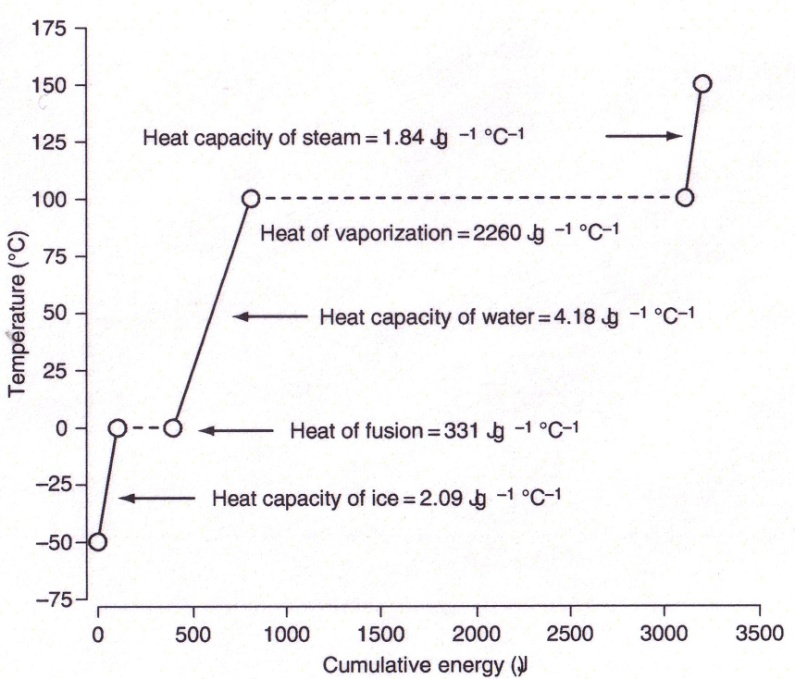 175
150
125
100
75
50
25
0
−25
−50
−75
Temperature (°C)
Heat capacity of steam = 1.84 Jg ⁻¹ °C⁻¹
Heat of vaporization = 2260 Jg ⁻¹ °C⁻¹
Heat capacity of water = 4.18 Jg ⁻¹ °C⁻¹
Heat of fusion = 331 Jg ⁻¹ °C⁻¹
Heat capacity of ice = 2.09 Jg ⁻¹ °C⁻¹
0 500 1000 1500 2000 2500 3000 3500
Cumulative energy (J)